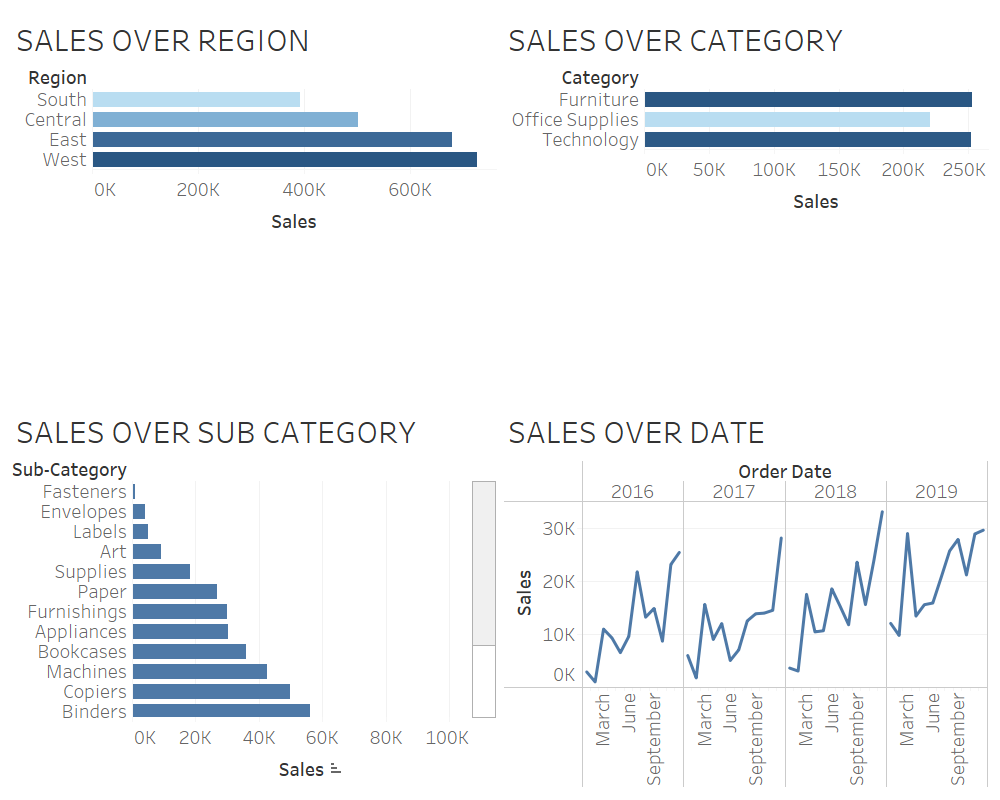 SALES OVER REGION
Region
South
Central
East
West
0K 200K 400K 600K
Sales
SALES OVER CATEGORY
Category
Furniture
Office Supplies
Technology
0K 50K 100K 150K 200K 250K
Sales
SALES OVER SUB CATEGORY
Sub-Category
Fasteners
Envelopes
Labels
Art
Supplies
Paper
Furnishings
Appliances
Bookcases
Machines
Copiers
Binders
0K 20K 40K 60K 80K 100K
Sales
SALES OVER DATE
Order Date
2016 2017 2018 2019
Sales
30K
20K
10K
0K
March June September March June September March June September March June September